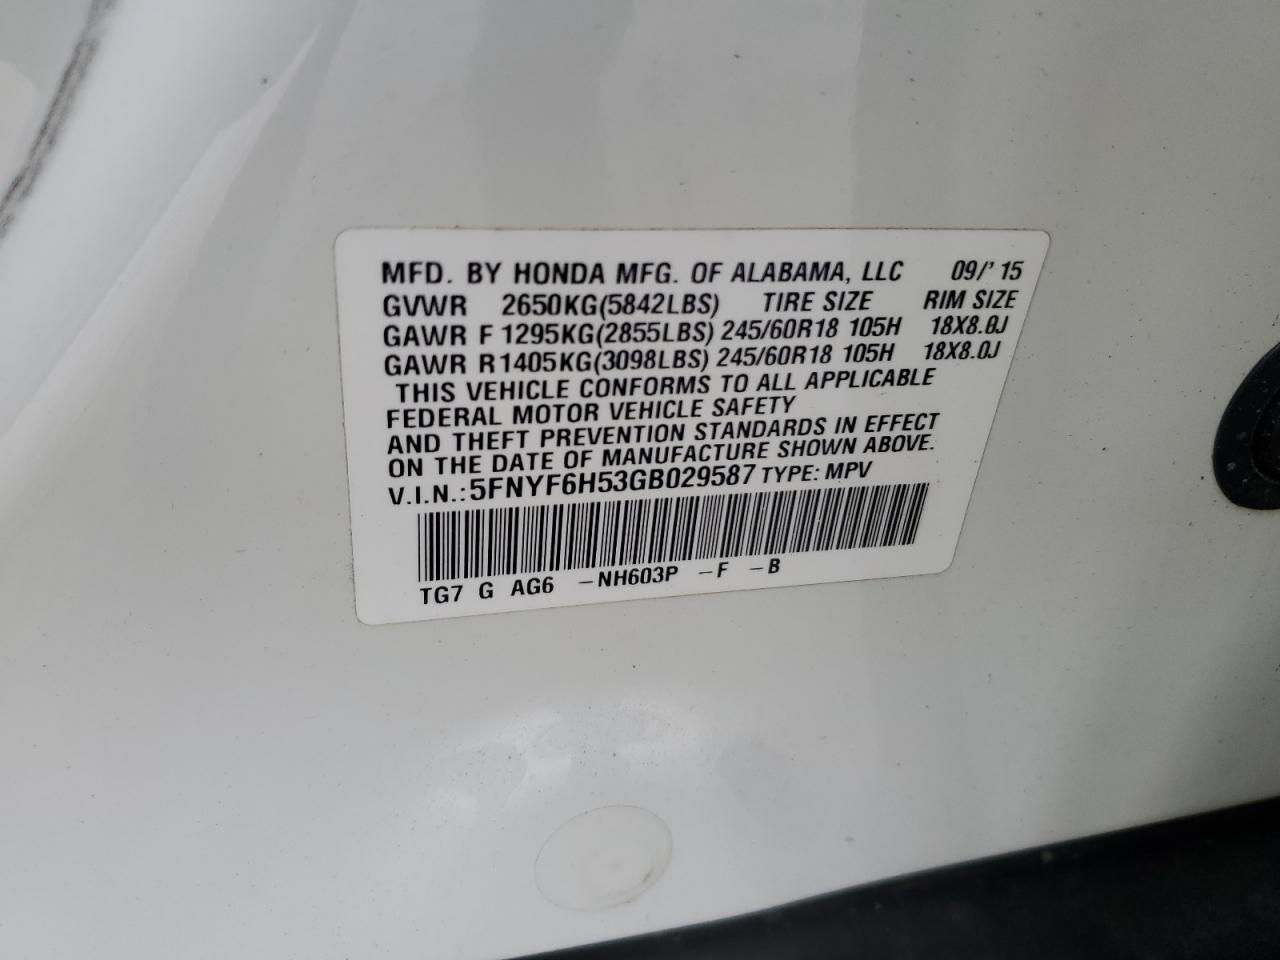 MFD. BY HONDA MFG. OF ALABAMA, LLC 09/'15
GVWR 2650KG(5842LBS) TIRE SIZE RIM SIZE
GAWR F 1295KG(2855LBS) 245/60R18 105H 18X8.0J
GAWR R 1405KG(3098LBS) 245/60R18 105H 18X8.0J
THIS VEHICLE CONFORMS TO ALL APPLICABLE
FEDERAL MOTOR VEHICLE SAFETY
AND THEFT PREVENTION STANDARDS IN EFFECT
ON THE DATE OF MANUFACTURE SHOWN ABOVE.
V.I.N.: 5FNYF6H53GB029587 TYPE: MPV
TG7 G AG6 -NH603P -F -B